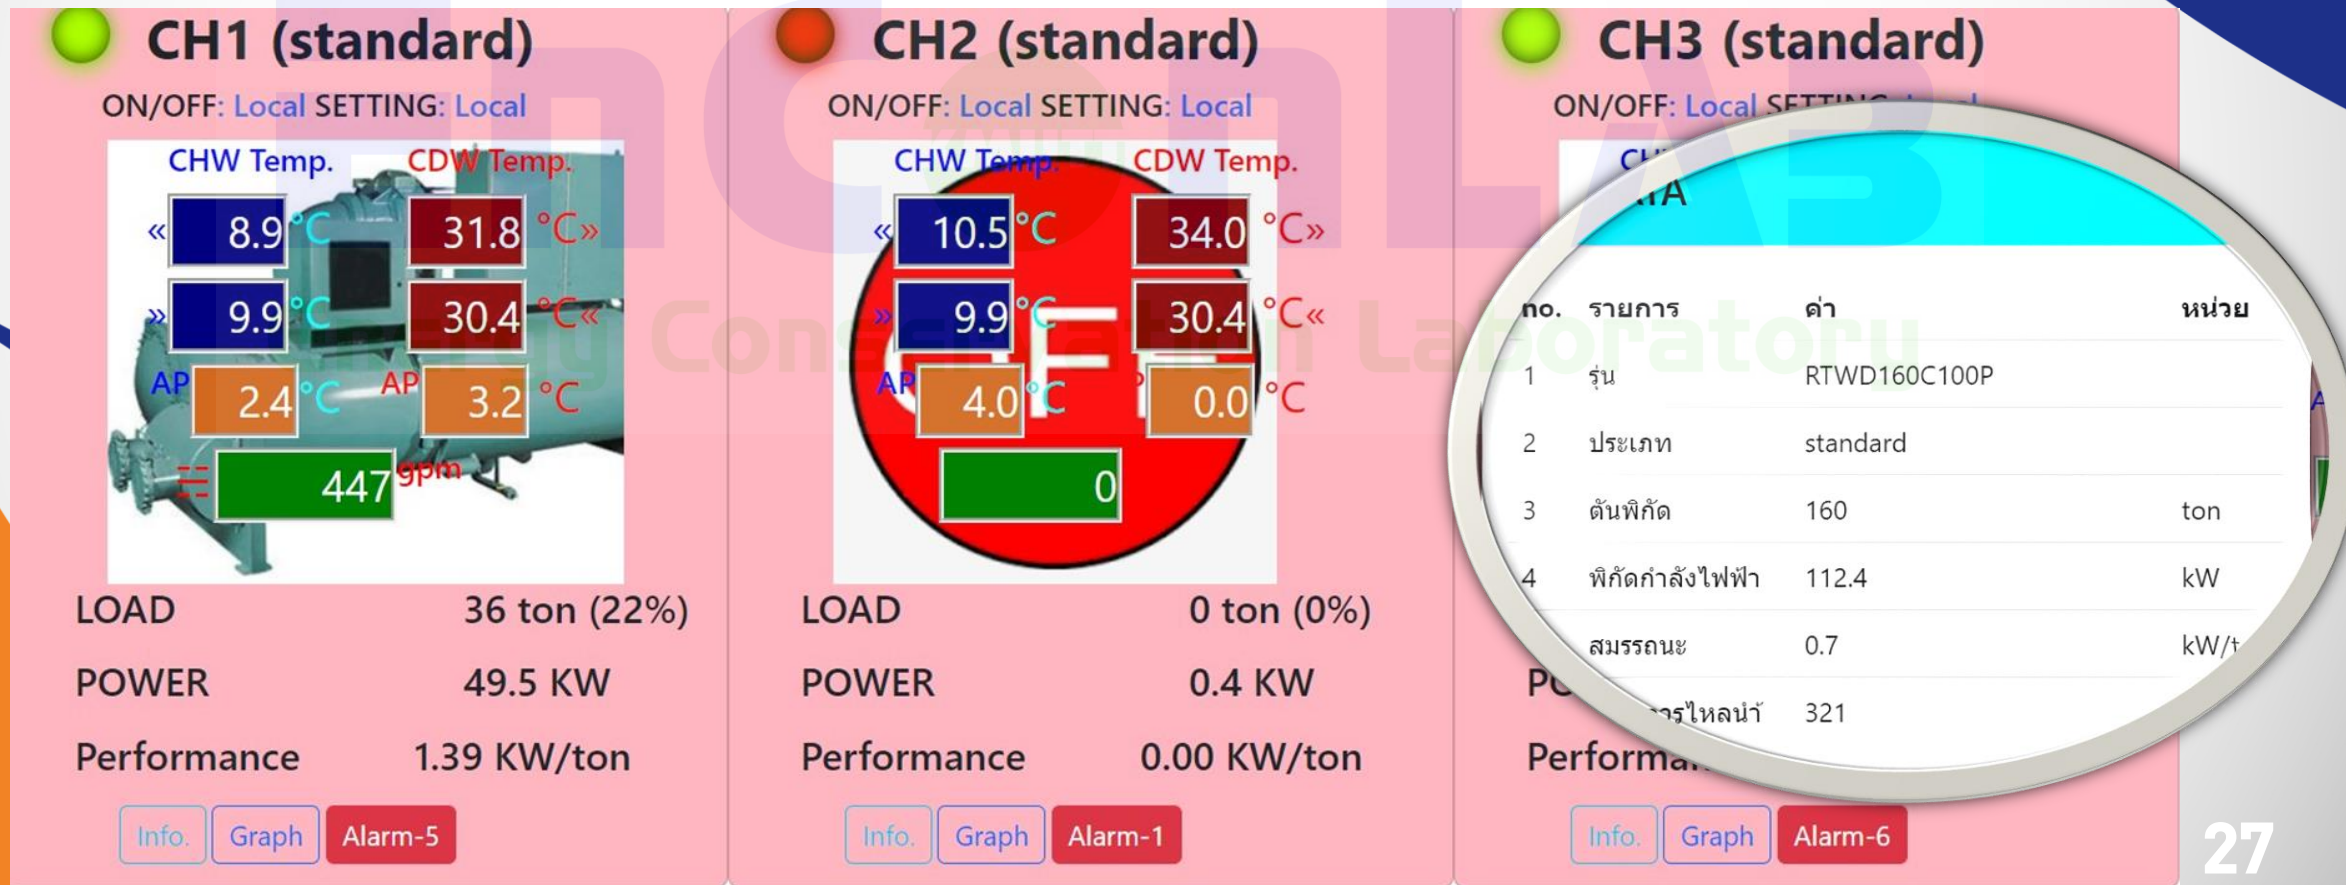 CH1 (standard)
ON/OFF: Local SETTING: Local
CHW Temp. CDW Temp.
« 8.9 °C 31.8 °C»
» 9.9 °C 30.4 °C«
AP 2.4 °C AP 3.2 °C
447 gpm
LOAD 36 ton (22%)
POWER 49.5 KW
Performance 1.39 KW/ton
Info. Graph Alarm-5
CH2 (standard)
ON/OFF: Local SETTING: Local
CHW Temp. CDW Temp.
« 10.5 °C 34.0 °C»
» 9.9 °C 30.4 °C«
AP 4.0 °C 0.0 °C
0
LOAD 0 ton (0%)
POWER 0.4 KW
Performance 0.00 KW/ton
Info. Graph Alarm-1
CH3 (standard)
ON/OFF: Local
no. รายการ ค่า หน่วย
1 รุ่น RTWD160C100P
2 ประเภท standard
3 ตันพิกัด 160 ton
4 พิกัดกำลังไฟฟ้า 112.4 kW
สมรรถนะ 0.7
321
Info. Graph Alarm-6
EnConLAB
Energy Conservation Laboratory
27